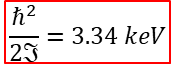 ℏ²/2ℑ = 3.34 keV